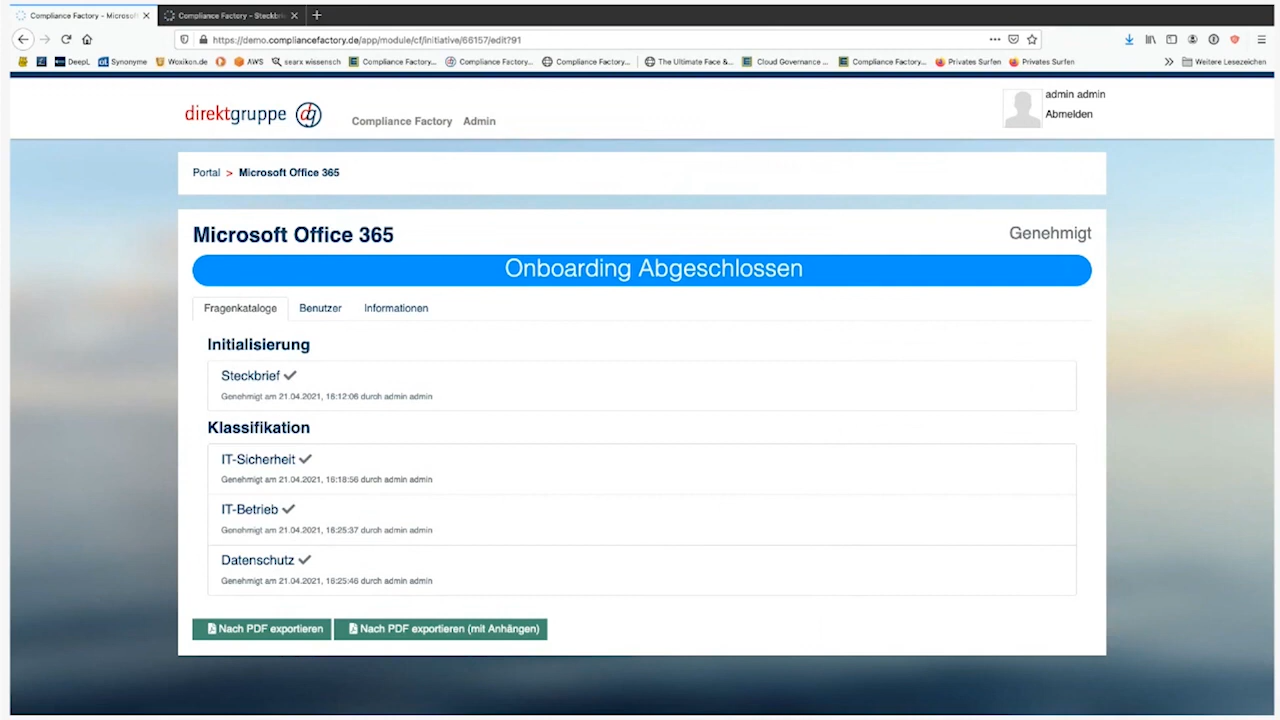 Compliance Factory - Microsoft
Compliance Factory - Steckbrie
https://demo.compliancefactory.de/app/module/cf/initiative/66157/edit?91
DeepL Synonyme Woxikon.de AWS searx wissensch Compliance Factory... Compliance Factory... Compliance Factory... The Ultimate Face &... Cloud Governance ... Compliance Factory... Privates Surfen Privates Surfen Weitere Lesezeichen
direktgruppe dg
Compliance Factory Admin
admin admin
Abmelden
Portal > Microsoft Office 365
Microsoft Office 365
Genehmigt
Onboarding Abgeschlossen
Fragenkataloge Benutzer Informationen
Initialisierung
Steckbrief
Genehmigt am 21.04.2021, 16:12:06 durch admin admin
Klassifikation
IT-Sicherheit
Genehmigt am 21.04.2021, 16:18:56 durch admin admin
IT-Betrieb
Genehmigt am 21.04.2021, 16:25:37 durch admin admin
Datenschutz
Genehmigt am 21.04.2021, 16:25:46 durch admin admin
Nach PDF exportieren Nach PDF exportieren (mit Anhängen)